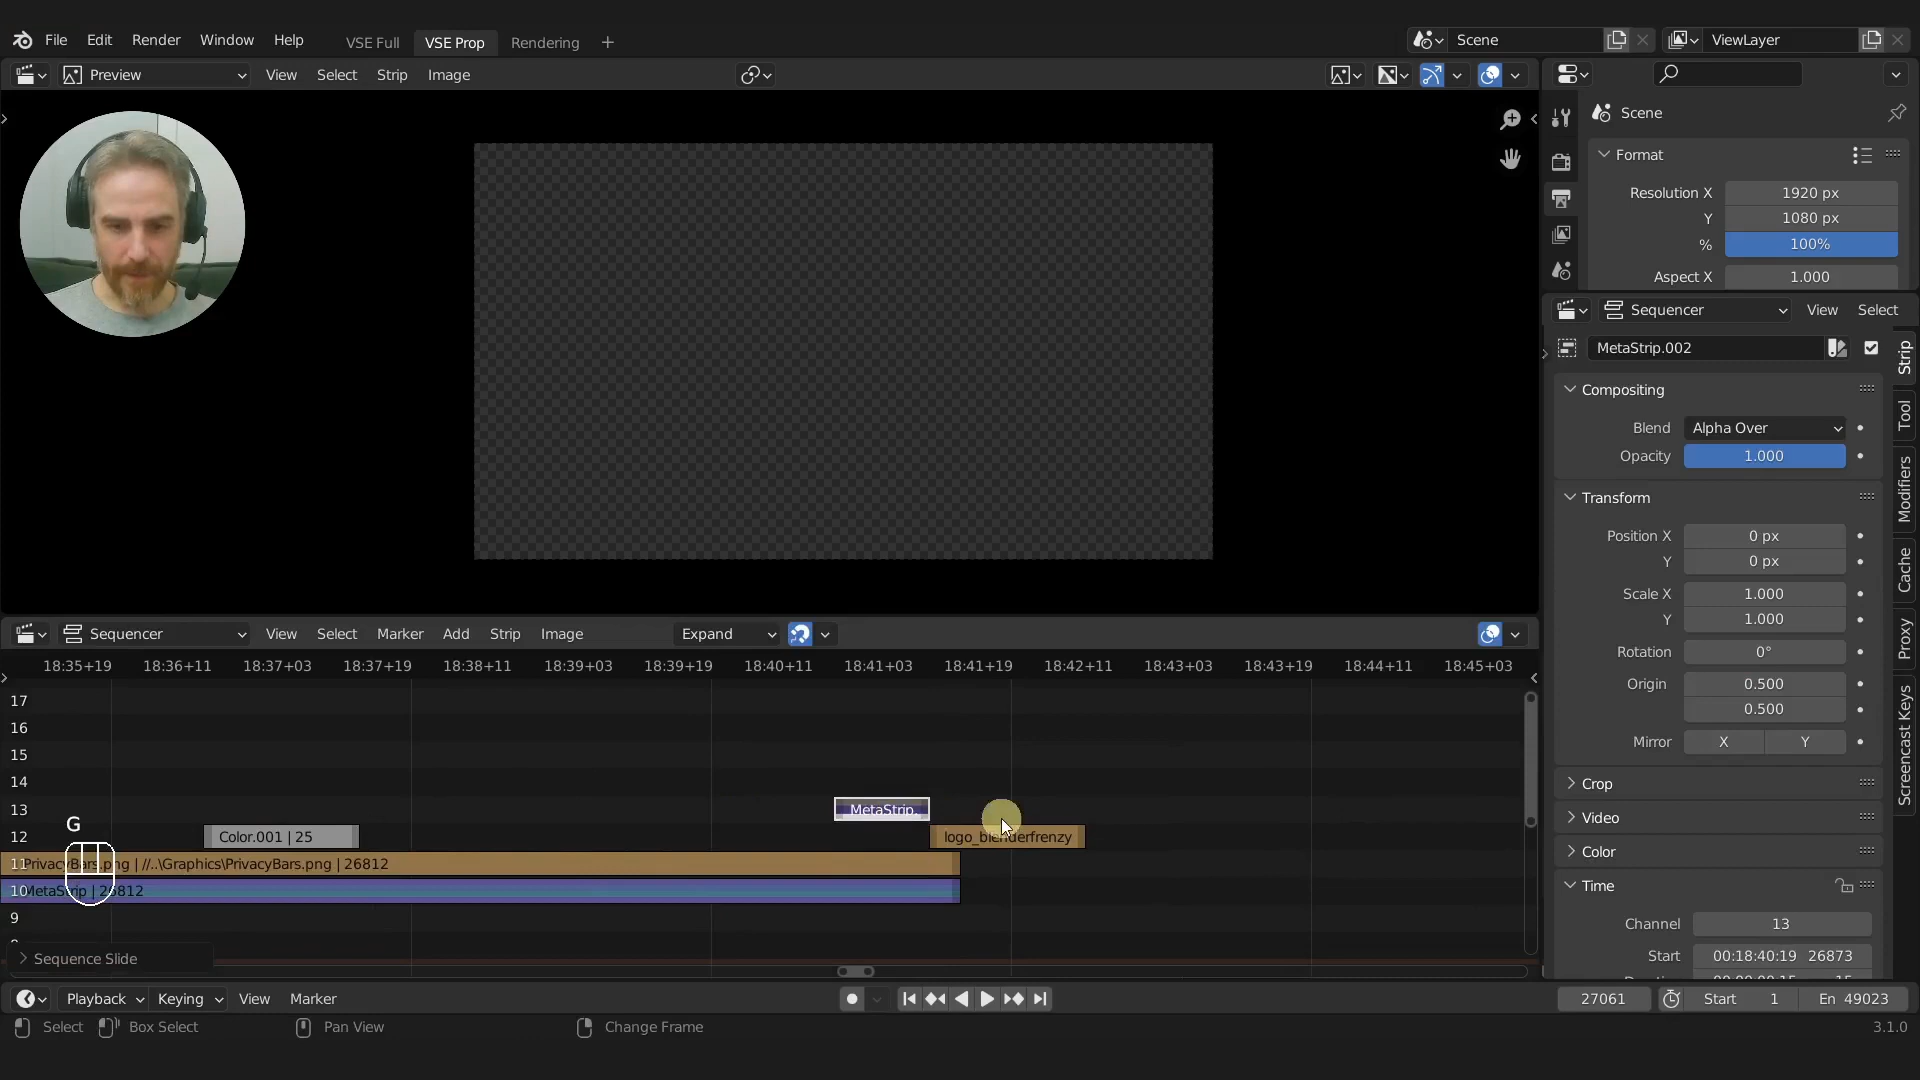 File Edit Render Window Help VSE Full VSE Prop Rendering + Scene ViewLayer
Preview View Select Strip Image
Scene
Format
Resolution X 1920 px
Y 1080 px
% 100%
Aspect X 1.000
Sequencer View Select
MetaStrip.002
Compositing
Blend Alpha Over
Opacity 1.000
Transform
Position X 0 px
Y 0 px
Scale X 1.000
Y 1.000
Rotation 0°
Origin 0.500
0.500
Mirror X Y
Crop
Video
Color
Time
Channel 13
Start 00:18:40:19 26873
Strip
Tool
Modifiers
Cache
Proxy
Screencast Keys
Sequencer View Select Marker Add Strip Image Expand
18:35+19 18:36+11 18:37+03 18:37+19 18:38+11 18:39+03 18:39+19 18:40+11 18:41+03 18:41+19 18:42+11 18:43+03 18:43+19 18:44+11 18:45+03
17
16
15
14
13 MetaStrip.
G
12 Color.001 | 25 logo_blenderfrenzy
11 PrivacyBars.png | //..\Graphics\PrivacyBars.png | 26812
10 MetaStrip | 26812
9
Sequence Slide
Playback Keying View Marker 27061 Start 1 En 49023
Select Box Select Pan View Change Frame 3.1.0